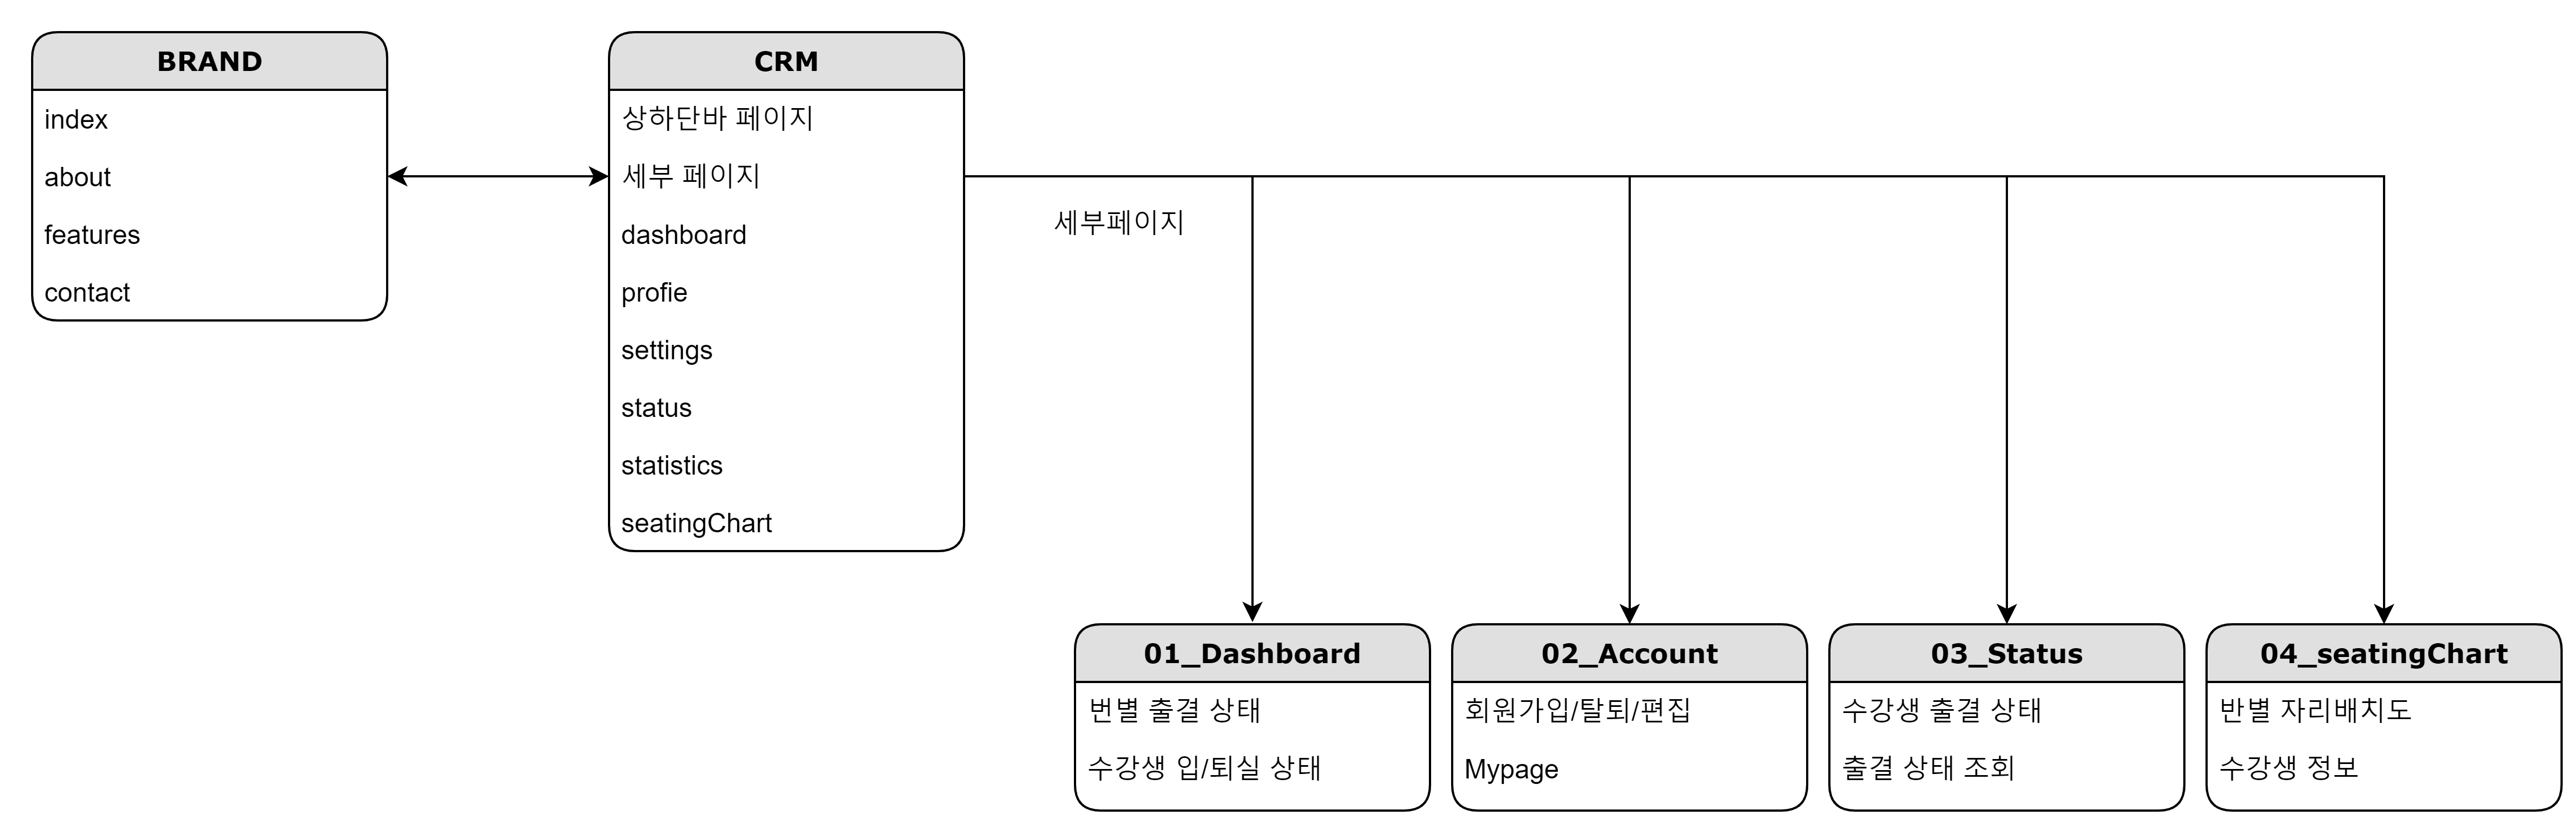 BRAND
index
about
features
contact
CRM
상하단바 페이지
세부 페이지
dashboard
profie
settings
status
statistics
seatingChart
세부페이지
01_Dashboard
번별 출결 상태
수강생 입/퇴실 상태
02_Account
회원가입/탈퇴/편집
Mypage
03_Status
수강생 출결 상태
출결 상태 조회
04_seatingChart
반별 자리배치도
수강생 정보